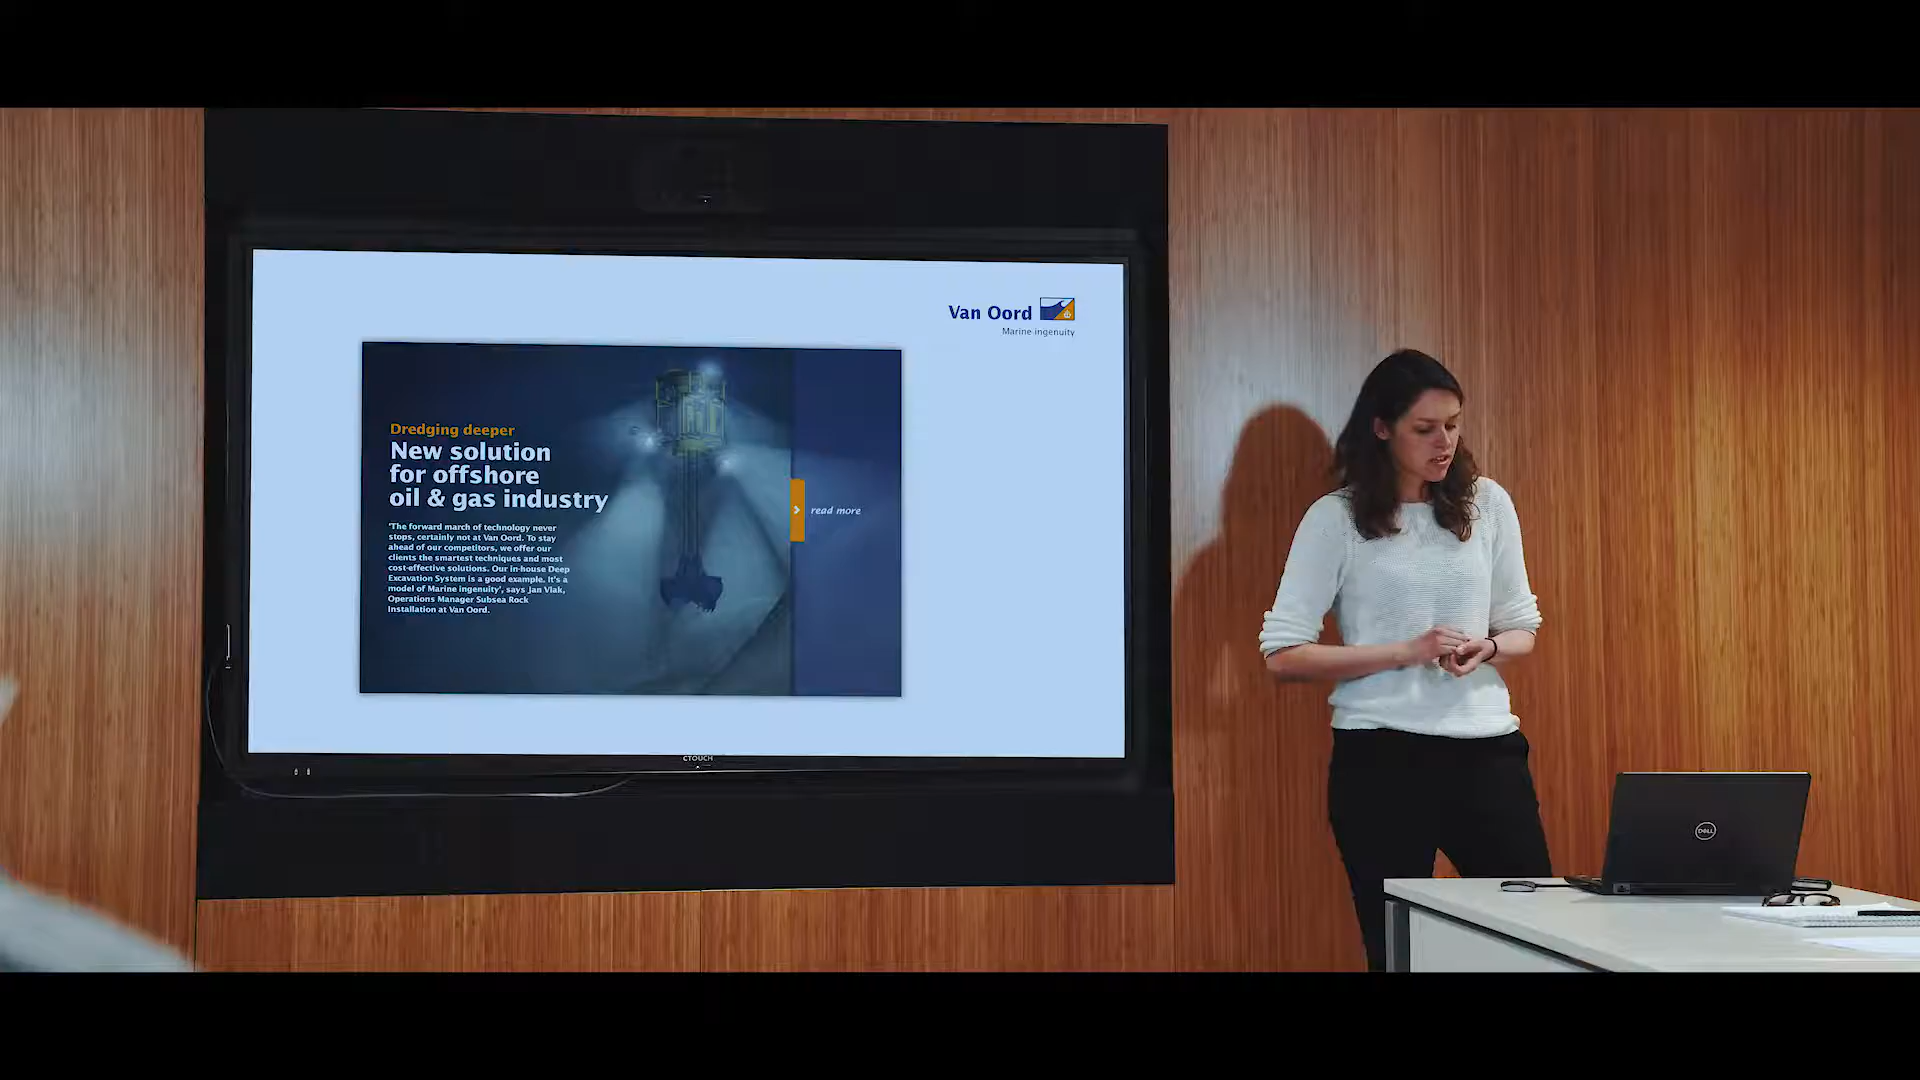 Van Oord
Marine ingenuity
Dredging deeper
New solution
for offshore
oil & gas industry
'The forward march of technology never
stops, certainly not at Van Oord. To stay
ahead of our competitors, we offer our
clients the smartest techniques and most
cost-effective solutions. Our in-house Deep
Excavation System is a good example. It's a
model of Marine ingenuity', says Jan Vlak,
Operations Manager Subsea Rock
Installation at Van Oord.
read more
CTOUCH
DELL